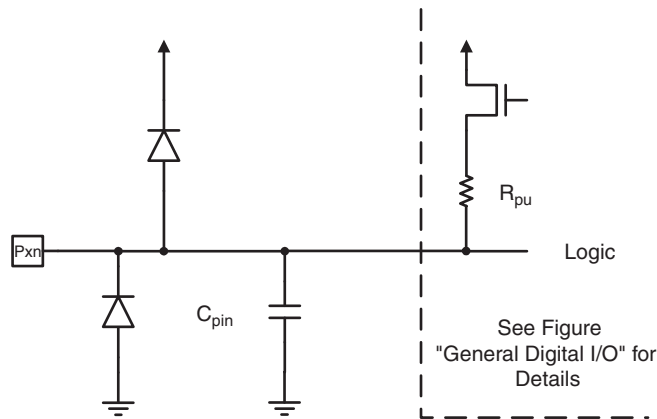 R_pu
Pxn
Logic
C_pin
See Figure
"General Digital I/O" for
Details